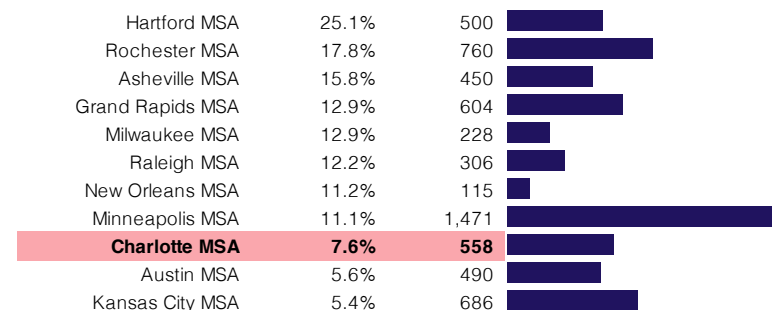 Hartford MSA 25.1% 500
Rochester MSA 17.8% 760
Asheville MSA 15.8% 450
Grand Rapids MSA 12.9% 604
Milwaukee MSA 12.9% 228
Raleigh MSA 12.2% 306
New Orleans MSA 11.2% 115
Minneapolis MSA 11.1% 1,471
Charlotte MSA 7.6% 558
Austin MSA 5.6% 490
Kansas City MSA 5.4% 686